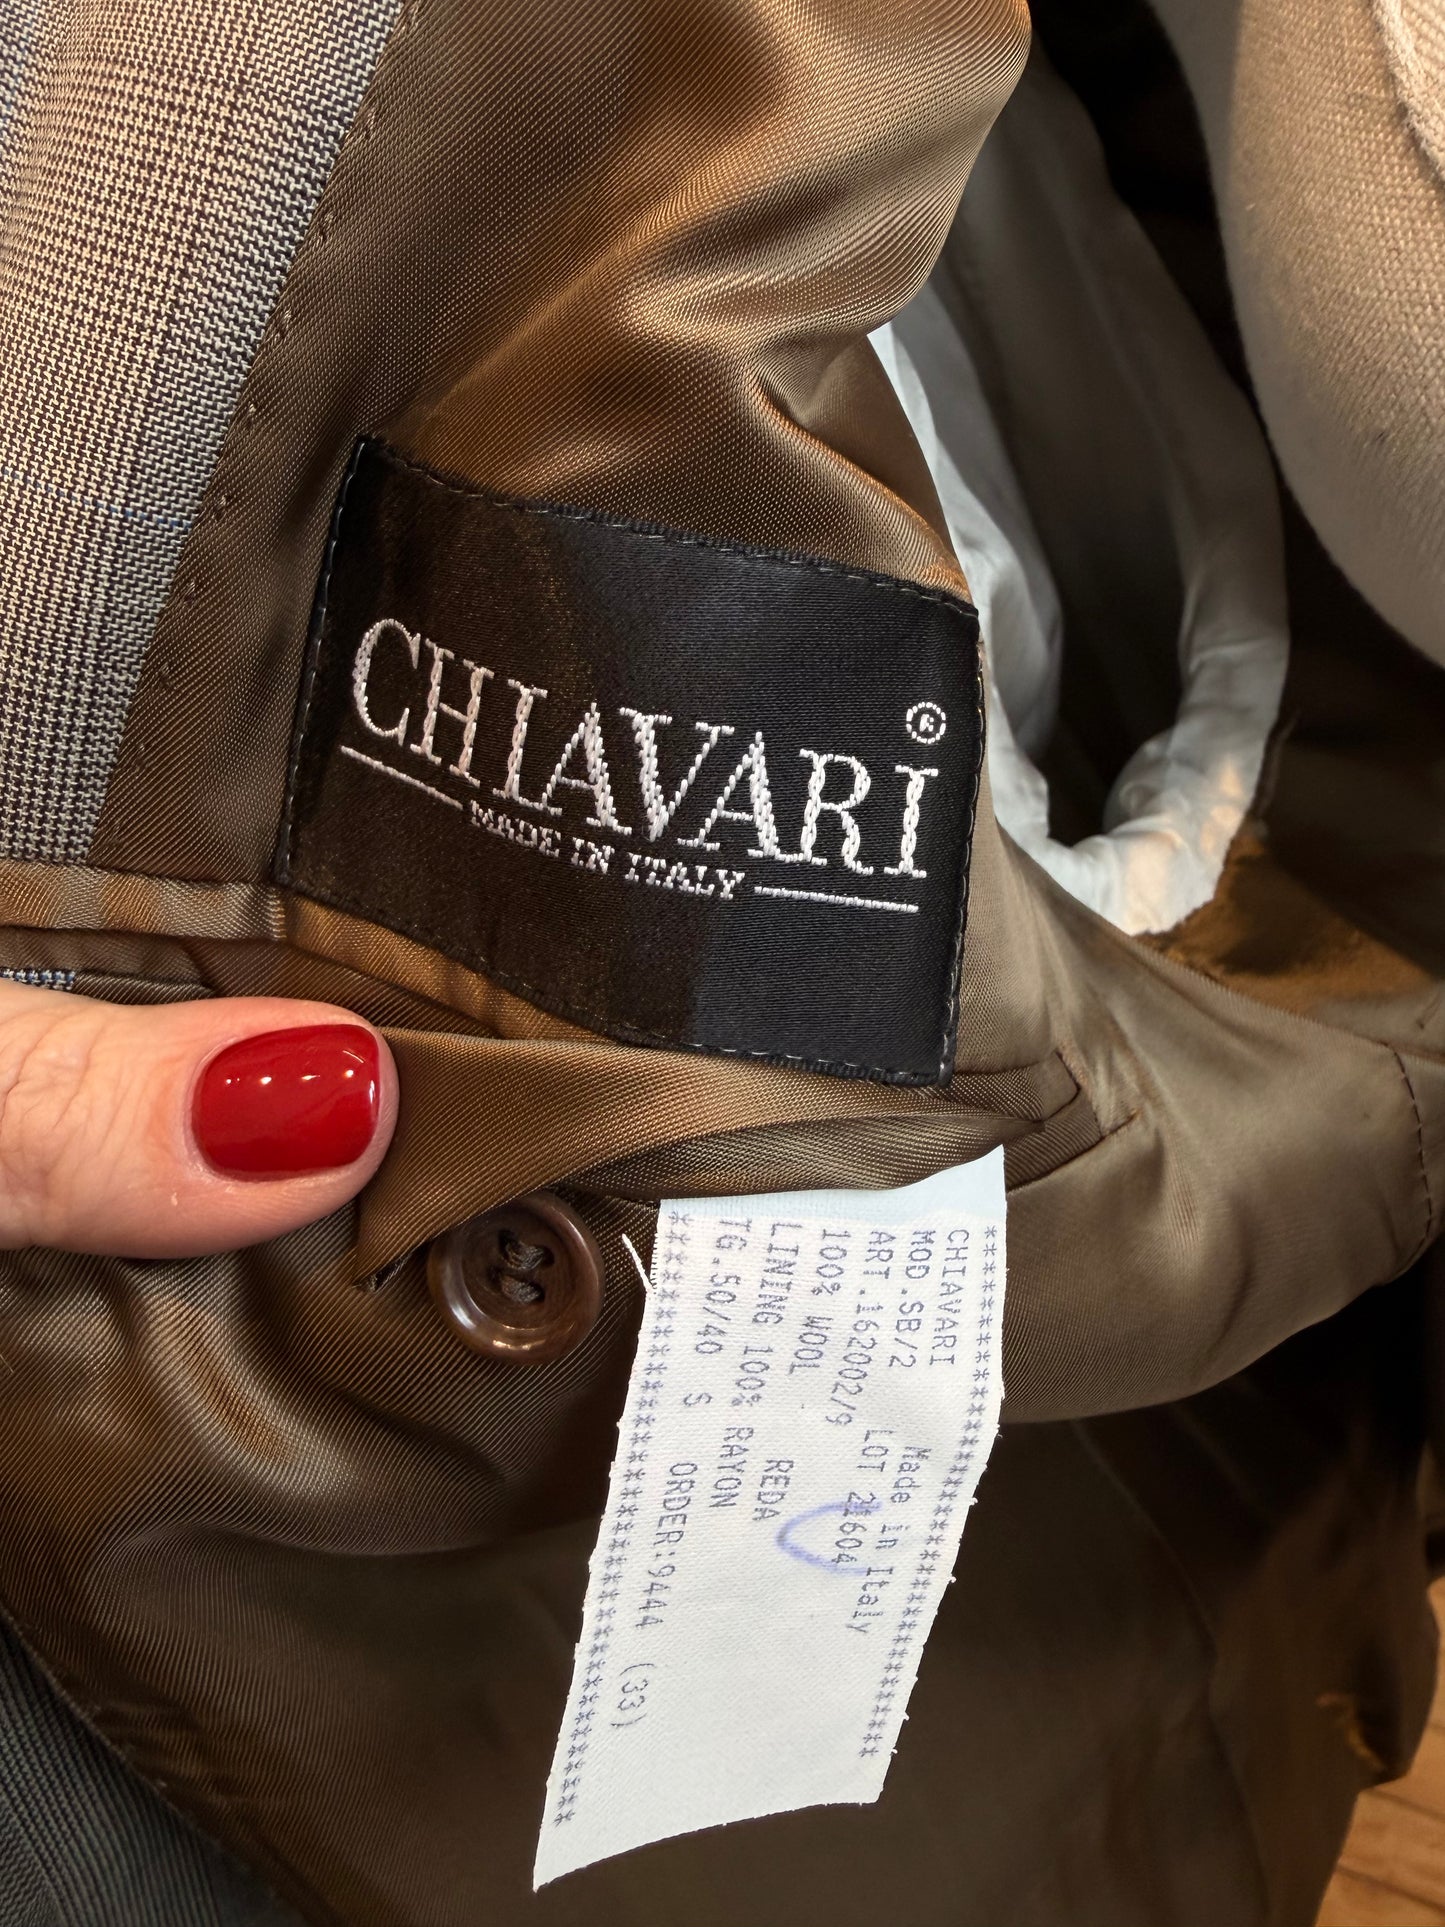 CHIAVARI ®
MADE IN ITALY
**********************************
CHIAVARI
MOD.SB/2 Made in Italy
ART.162002/9 LOT 21604
100% WOOL
LINING 100% RAYON REDA
TG.50/40 S ORDER:9444 (33)
**********************************